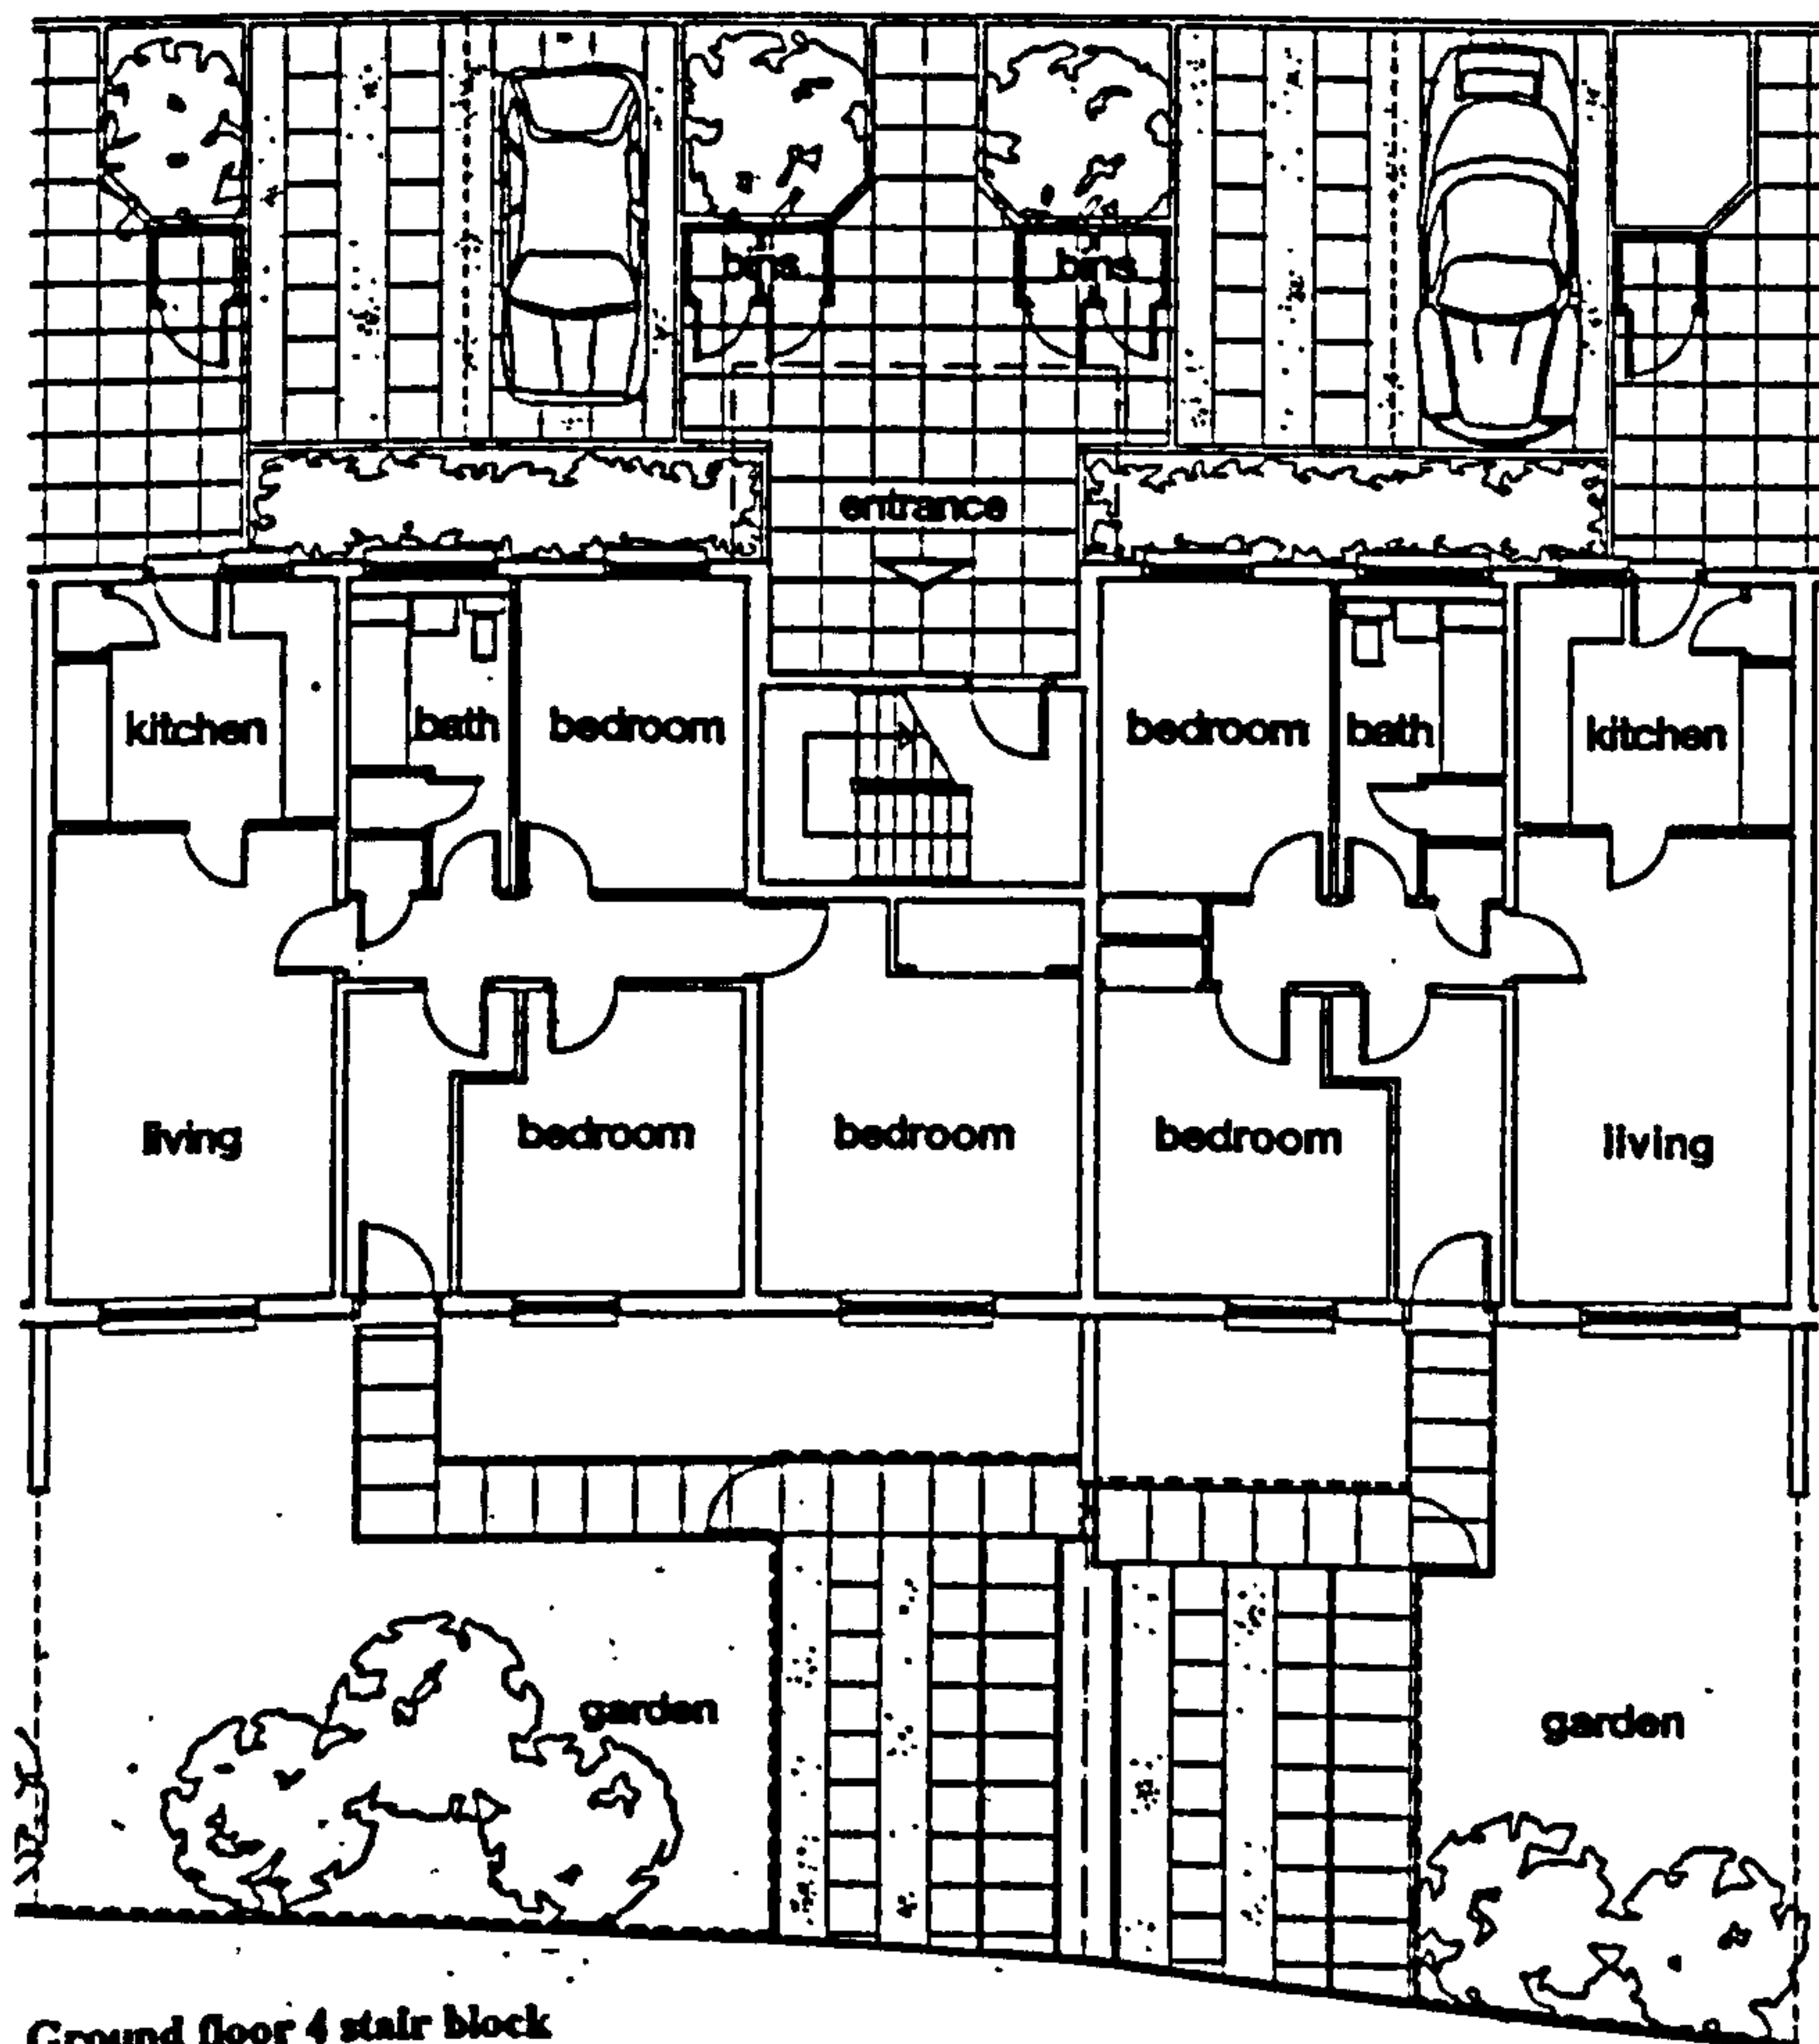 bins
bins
entrance
kitchen
bath
bedroom
bedroom
bath
kitchen
living
bedroom
bedroom
bedroom
living
garden
garden
Ground floor 4 stair block